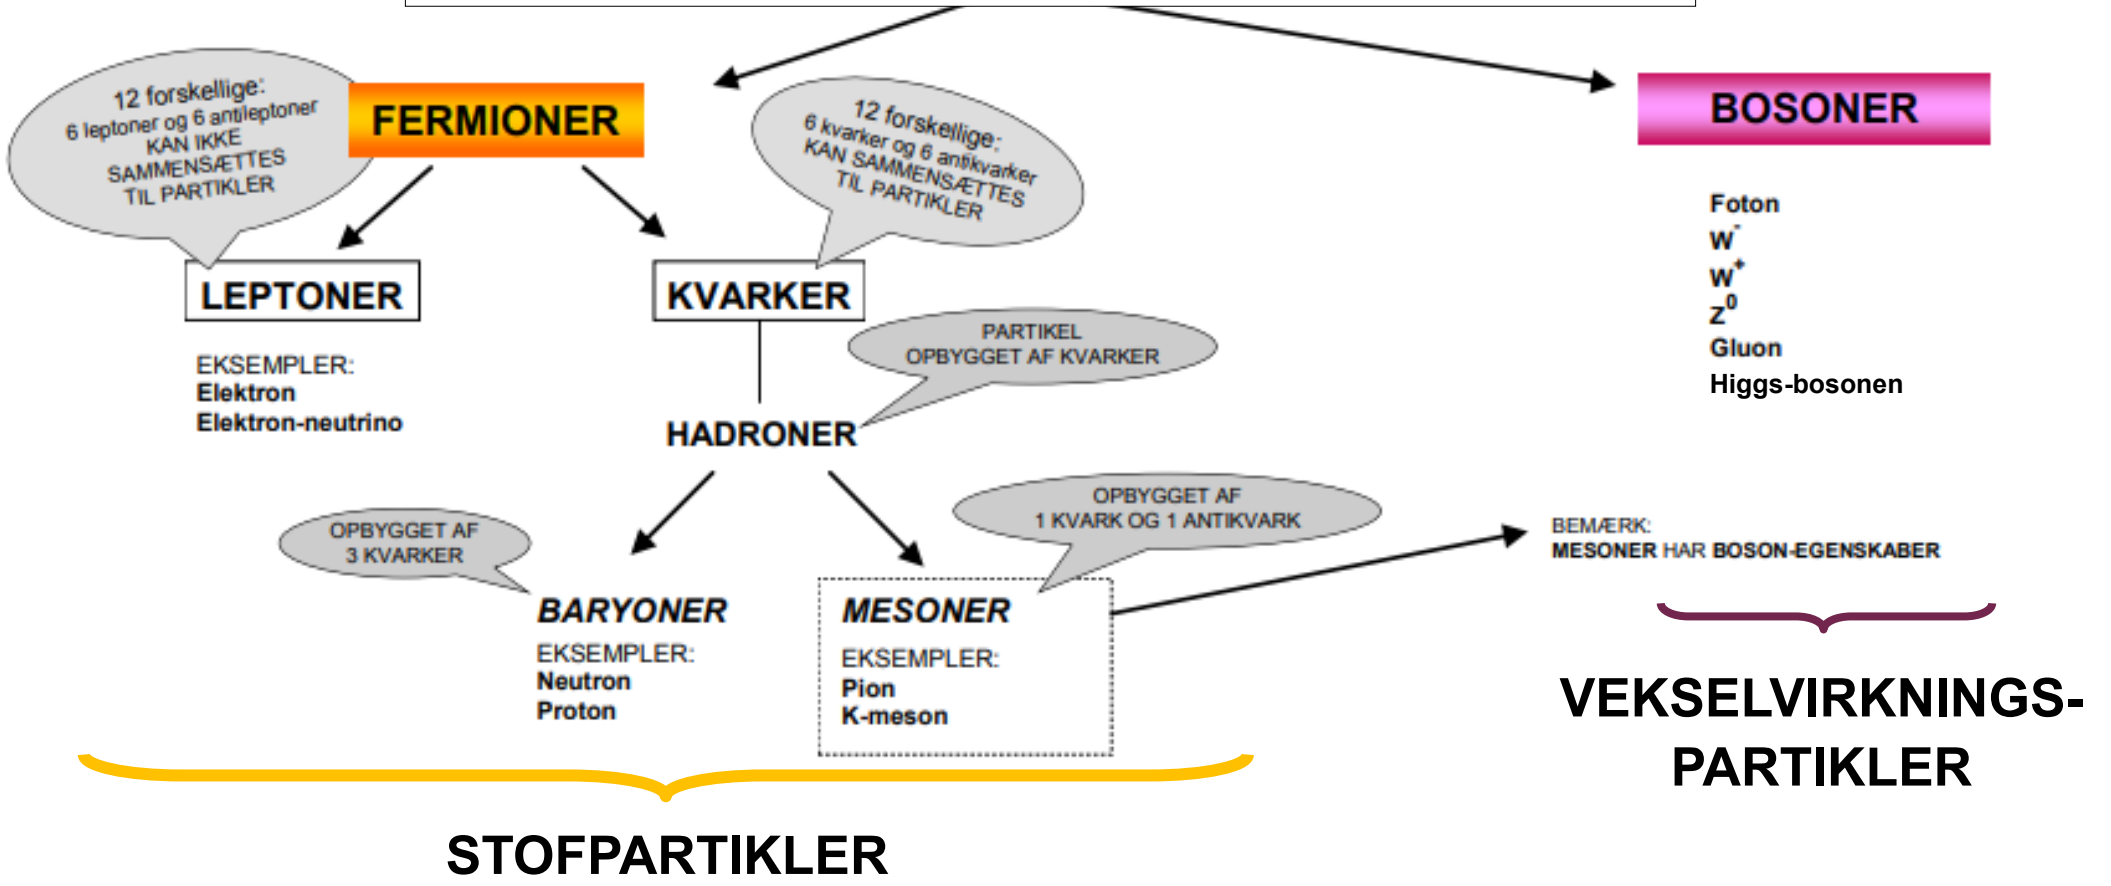 12 forskellige:
6 leptoner og 6 antileptoner
KAN IKKE
SAMMENSÆTTES
TIL PARTIKLER
FERMIONER
12 forskellige:
6 kvarker og 6 antikvarker
KAN SAMMENSÆTTES
TIL PARTIKLER
BOSONER
Foton
W⁻
W⁺
Z⁰
Gluon
Higgs-bosonen
LEPTONER
EKSEMPLER:
Elektron
Elektron-neutrino
KVARKER
PARTIKEL
OPBYGGET AF KVARKER
HADRONER
OPBYGGET AF
3 KVARKER
OPBYGGET AF
1 KVARK OG 1 ANTIKVARK
BARYONER
EKSEMPLER:
Neutron
Proton
MESONER
EKSEMPLER:
Pion
K-meson
BEMÆRK:
MESONER HAR BOSON-EGENSKABER
VEKSELVIRKNINGS-
PARTIKLER
STOFPARTIKLER